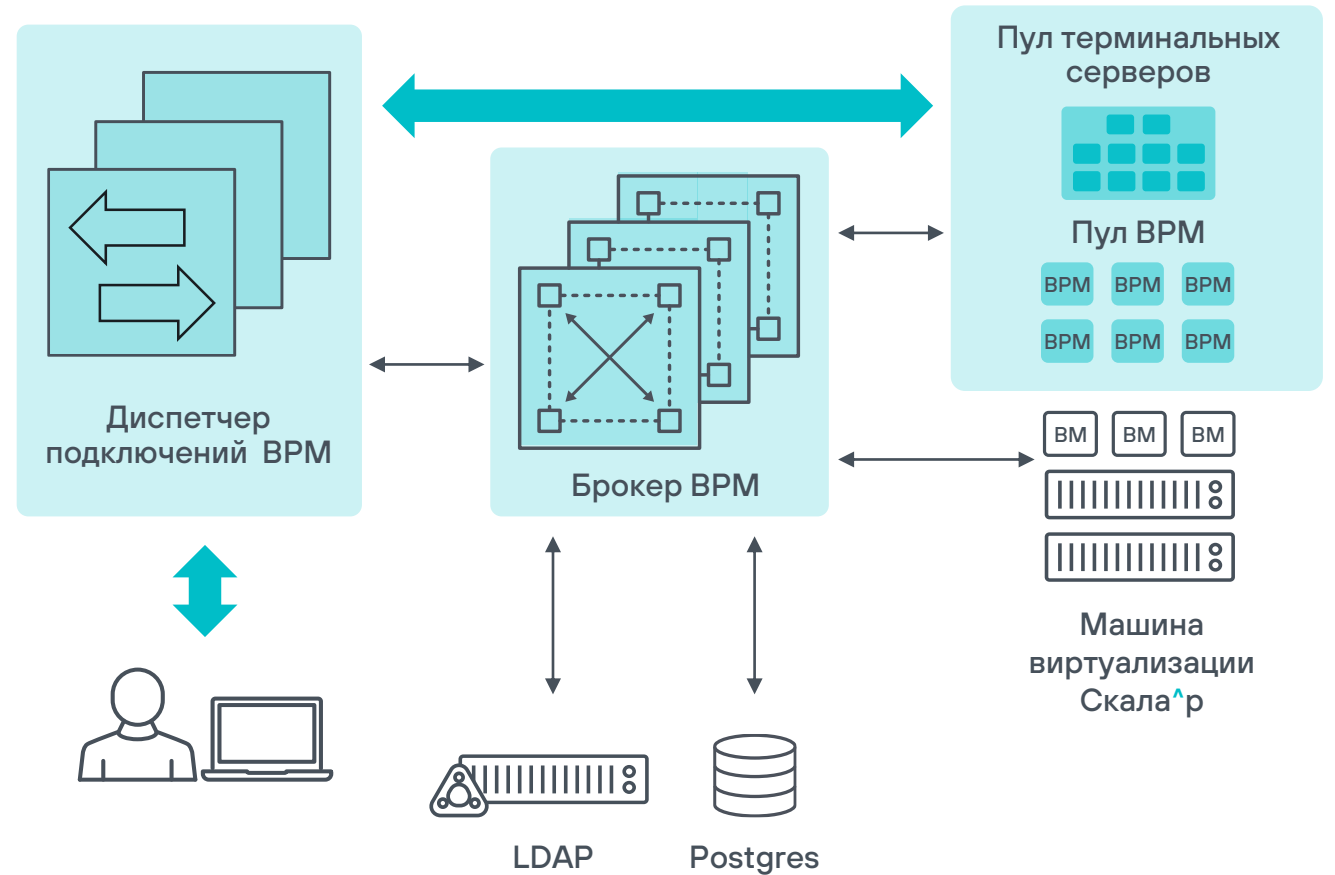 Диспетчер
подключений ВРМ
Брокер ВРМ
Пул терминальных
серверов
Пул ВРМ
ВРМ ВРМ ВРМ
ВРМ ВРМ ВРМ
ВМ ВМ ВМ
Машина
виртуализации
Скала^р
LDAP
Postgres